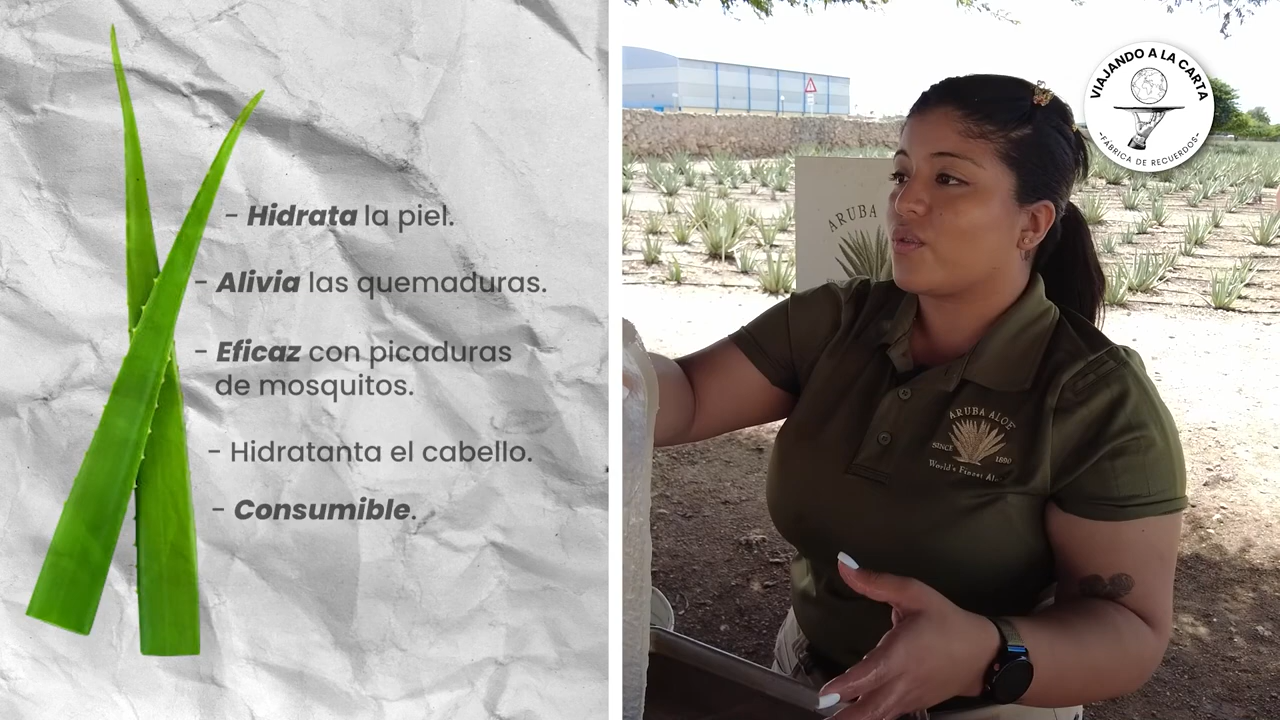 - Hidrata la piel.
- Alivia las quemaduras.
- Eficaz con picaduras
de mosquitos.
- Hidratanta el cabello.
- Consumible.
VIAJANDO A LA CARTA
-FÁBRICA DE RECUERDOS-
ARUBA
ARUBA ALOE
SINCE 1890
World's Finest